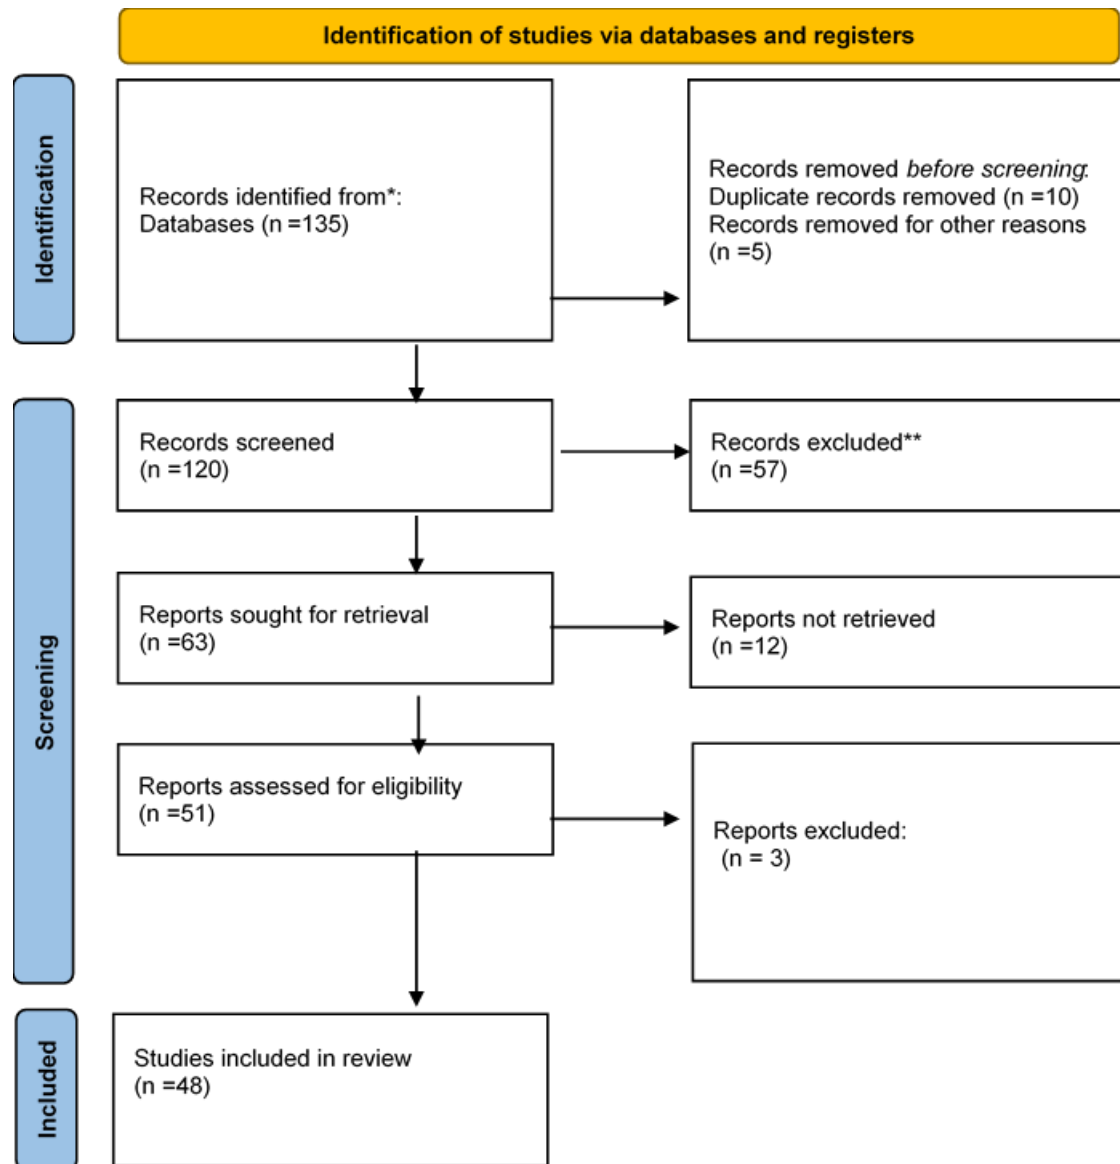 Identification of studies via databases and registers
Identification
Records identified from*:
Databases (n =135)
Records removed before screening:
Duplicate records removed (n =10)
Records removed for other reasons
(n =5)
Screening
Records screened
(n =120)
Records excluded**
(n =57)
Reports sought for retrieval
(n =63)
Reports not retrieved
(n =12)
Reports assessed for eligibility
(n =51)
Reports excluded:
(n = 3)
Included
Studies included in review
(n =48)